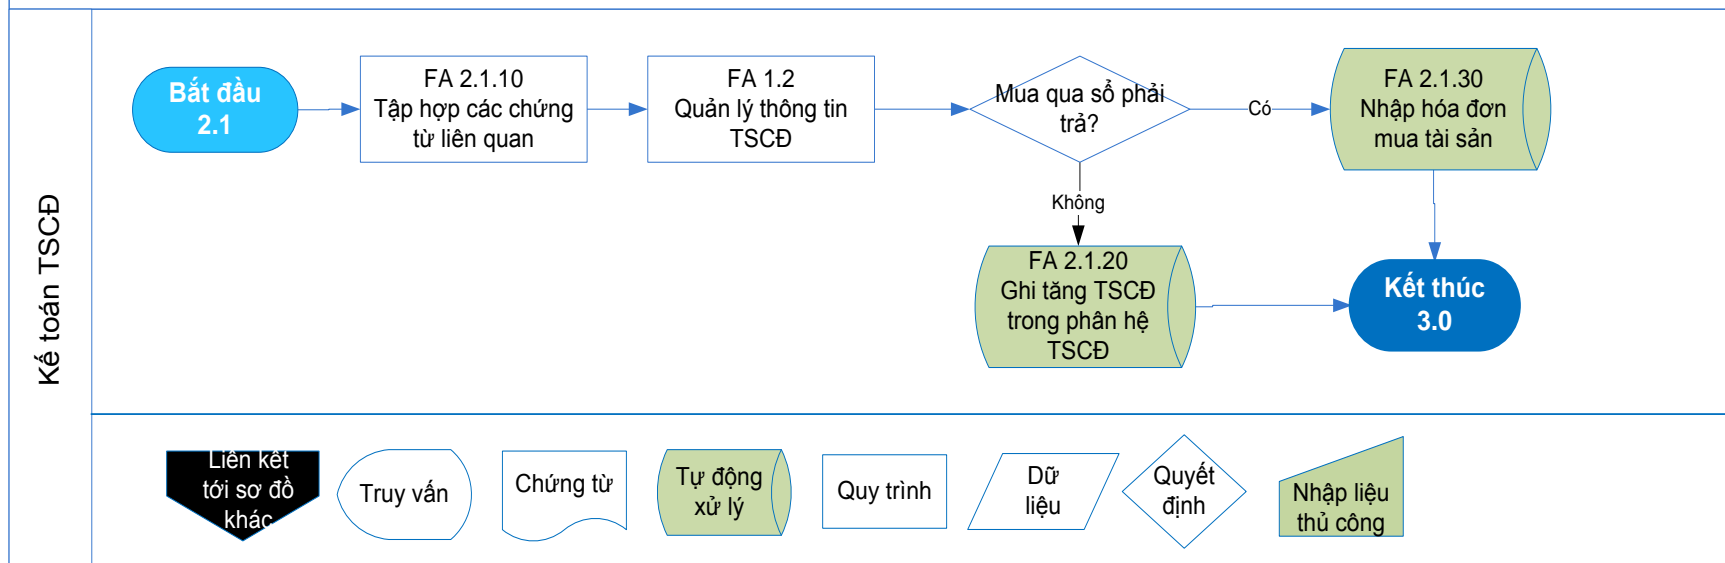 Kế toán TSCĐ
Bắt đầu
2.1
FA 2.1.10
Tập hợp các chứng
từ liên quan
FA 1.2
Quản lý thông tin
TSCĐ
Mua qua sổ phải
trả?
Có
FA 2.1.30
Nhập hóa đơn
mua tài sản
Không
FA 2.1.20
Ghi tăng TSCĐ
trong phân hệ
TSCĐ
Kết thúc
3.0
Liên kết
tới sơ đồ
khác
Truy vấn
Chứng từ
Tự động
xử lý
Quy trình
Dữ
liệu
Quyết
định
Nhập liệu
thủ công